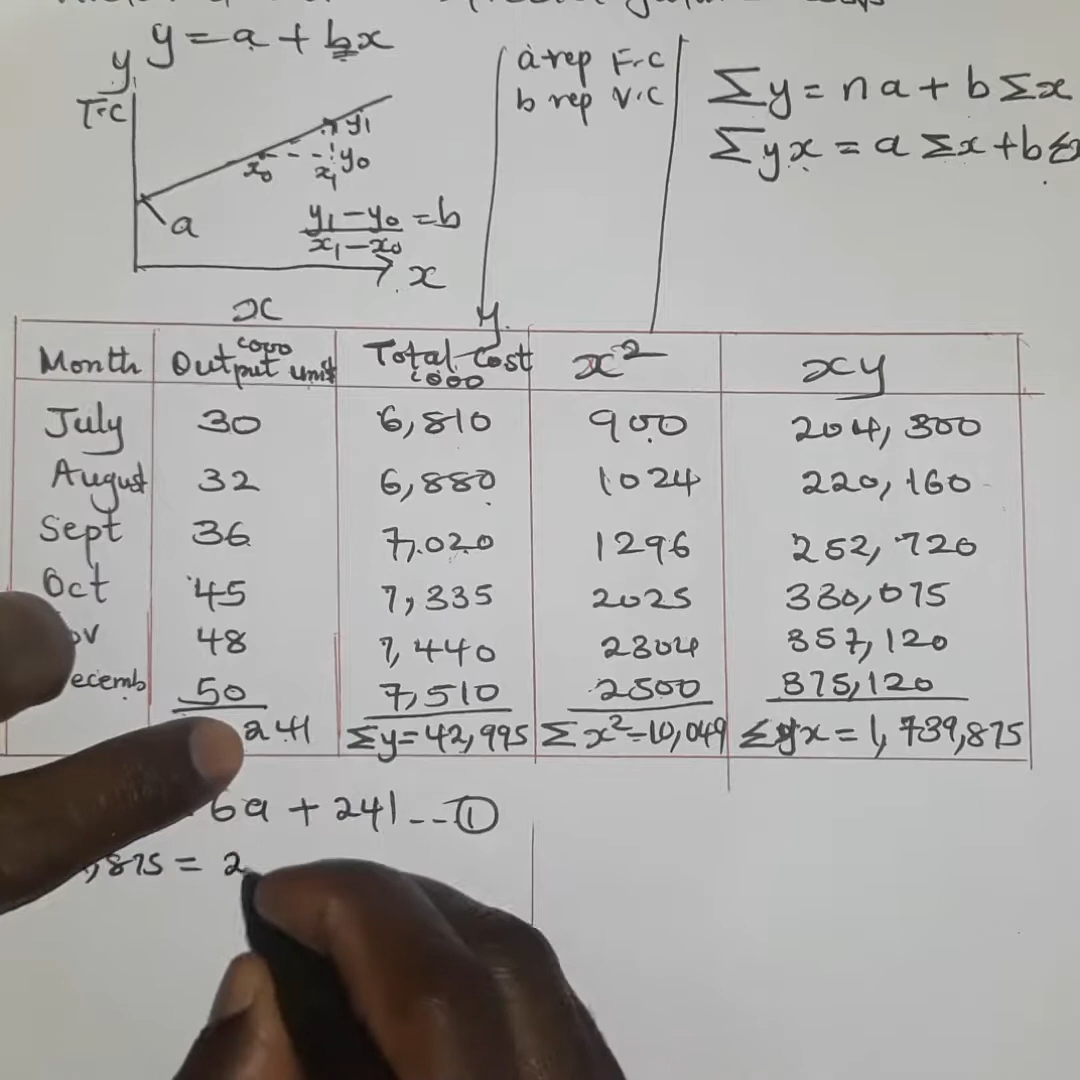 y = a + bx
y
T.C
y1
y0
x0
x1
a
y1 − y0 = b
x1 − x0
x
a rep F.C
b rep V.C
Σy = na + bΣx
Σyx = aΣx + bΣ
x
y
Month Output unit '000 Total Cost '000 x² xy
July 30 6,810 900 204,300
August 32 6,880 1024 220,160
Sept 36 7,020 1296 252,720
Oct 45 7,335 2025 330,075
ov 48 7,440 2304 357,120
ecemb 50 7,510 2500 375,120
241 Σy = 42,995 Σx² = 10,049 Σyx = 1,739,875
6a + 241 -- ①
,875 = 2